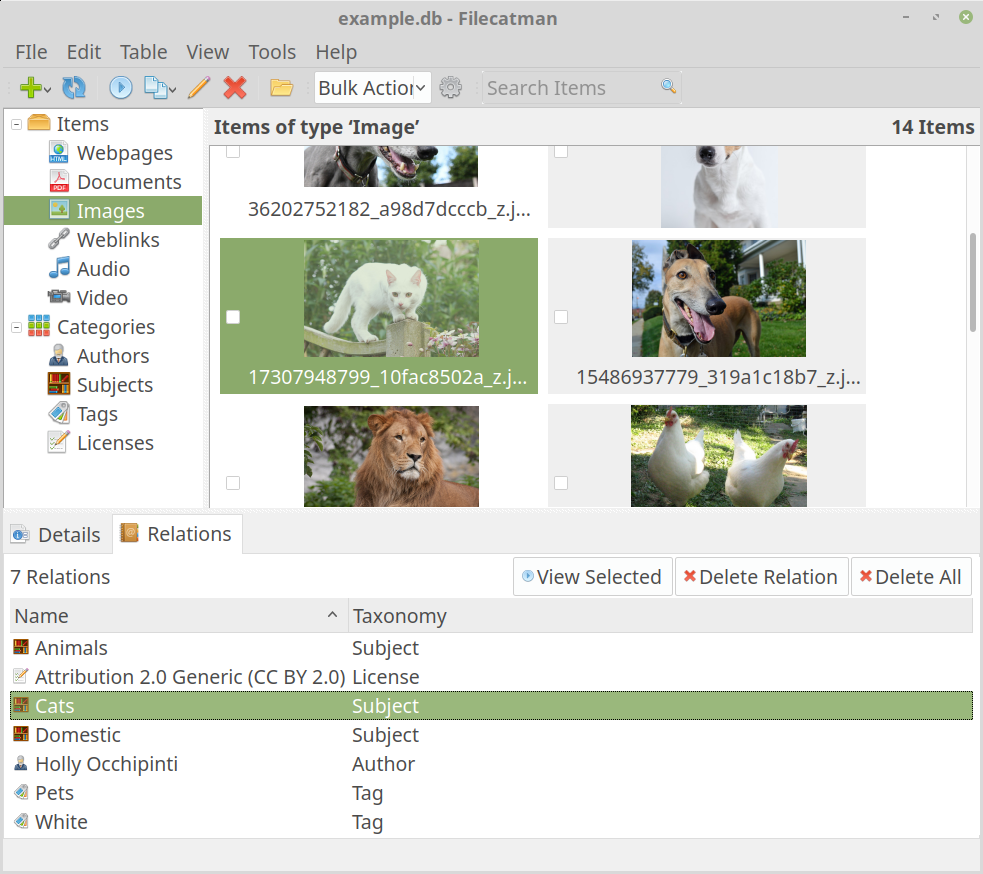 example.db - Filecatman
FIle Edit Table View Tools Help
Bulk Action Search Items
Items
Webpages
Documents
Images
Weblinks
Audio
Video
Categories
Authors
Subjects
Tags
Licenses
Items of type ‘Image’ 14 Items
36202752182_a98d7dcccb_z.j...
17307948799_10fac8502a_z.j... 15486937779_319a1c18b7_z.j...
Details Relations
7 Relations View Selected Delete Relation Delete All
Name Taxonomy
Animals Subject
Attribution 2.0 Generic (CC BY 2.0) License
Cats Subject
Domestic Subject
Holly Occhipinti Author
Pets Tag
White Tag